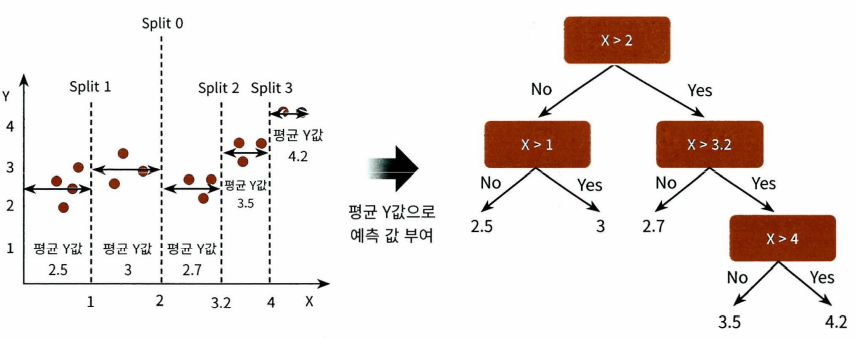 Split 0
Split 1
Split 2
Split 3
Y
4
3
2
1
평균 Y값
2.5
평균 Y값
3
평균 Y값
2.7
평균 Y값
3.5
평균 Y값
4.2
1
2
3.2
4
X
평균 Y값으로
예측 값 부여
X > 2
No
Yes
X > 1
X > 3.2
No
Yes
No
Yes
2.5
3
2.7
X > 4
No
Yes
3.5
4.2